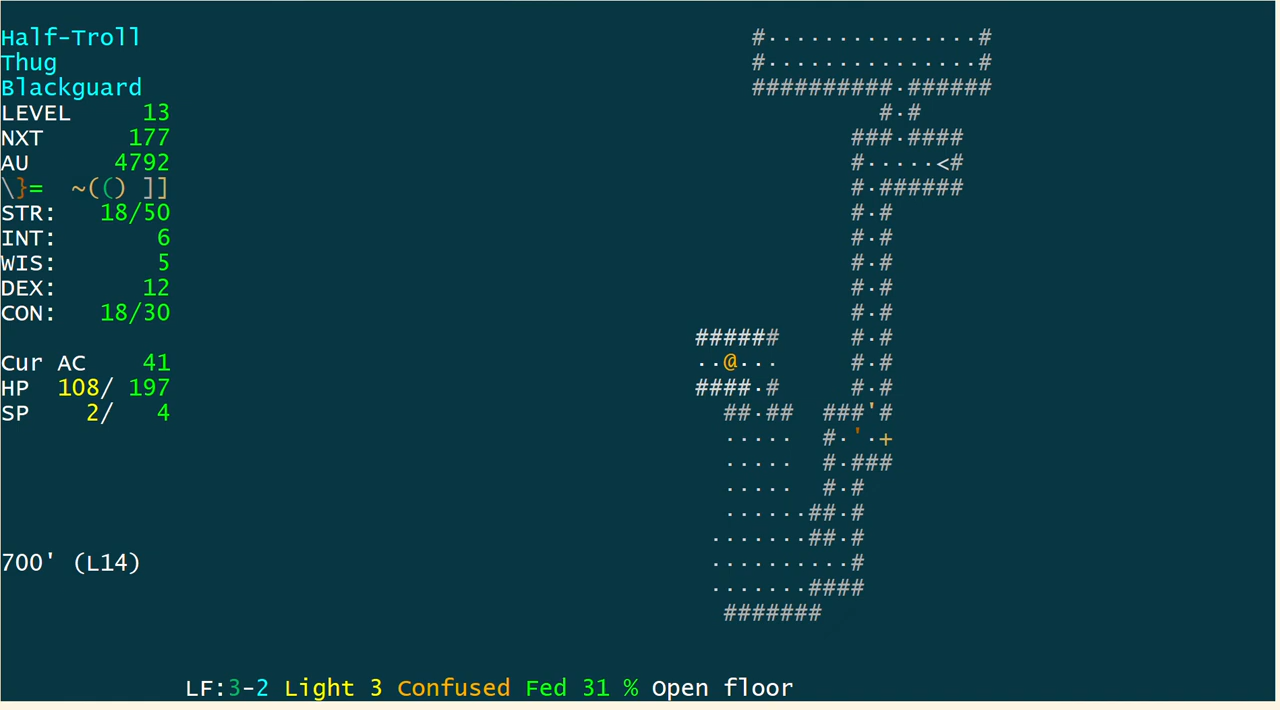 Half-Troll #...............#
Thug #...............#
Blackguard ##########.######
LEVEL 13 #.#
NXT 177 ###.####
AU 4792 #.....<#
\}= ~(() ]] #.######
STR: 18/50 #.#
INT: 6 #.#
WIS: 5 #.#
DEX: 12 #.#
CON: 18/30 #.#
###### #.#
Cur AC 41 ..@... #.#
HP 108/ 197 ####.# #.#
SP 2/ 4 ##.## ###'#
..... #.'.+
..... #.###
..... #.#
......##.#
.......##.#
700' (L14) ..........#
.......####
#######
LF:3-2 Light 3 Confused Fed 31 % Open floor